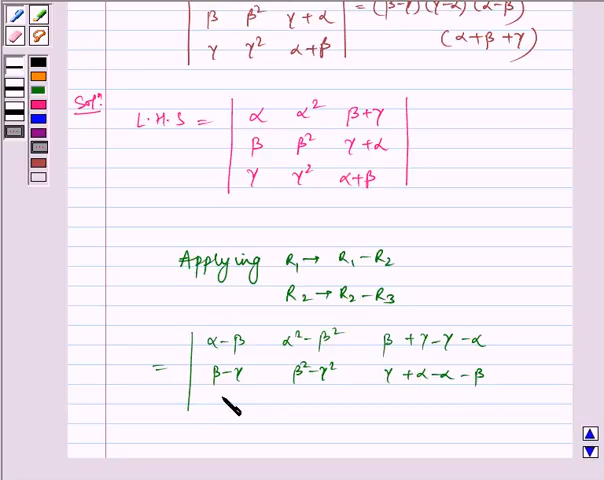 β β² γ+α = (β-γ) (γ-α) (α-β)
γ γ² α+β (α+β+γ)
Solⁿ:
L.H.S = | α α² β+γ |
| β β² γ+α |
| γ γ² α+β |
Applying R₁ → R₁-R₂
R₂ → R₂-R₃
= | α-β α²-β² β+γ-γ-α
β-γ β²-γ² γ+α-α-β